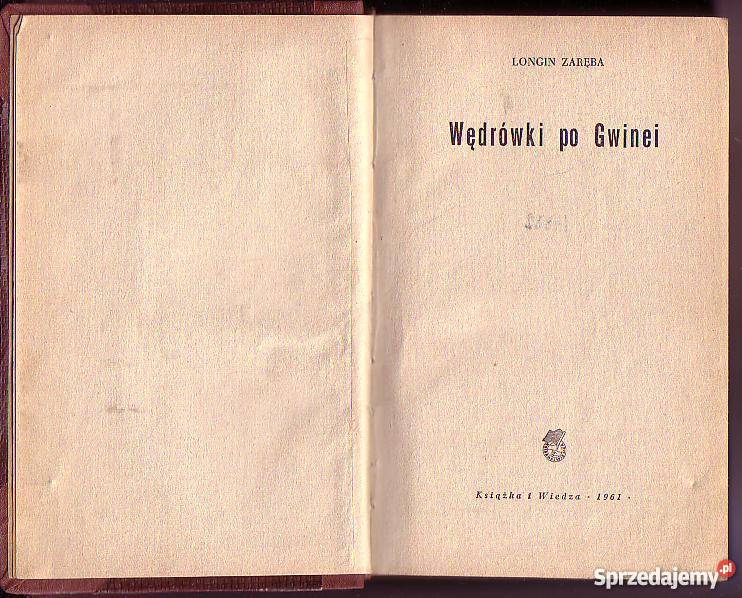 LONGIN ZARĘBA
Wędrówki po Gwinei
Książka i Wiedza · 1961 ·
Sprzedajemy.pl